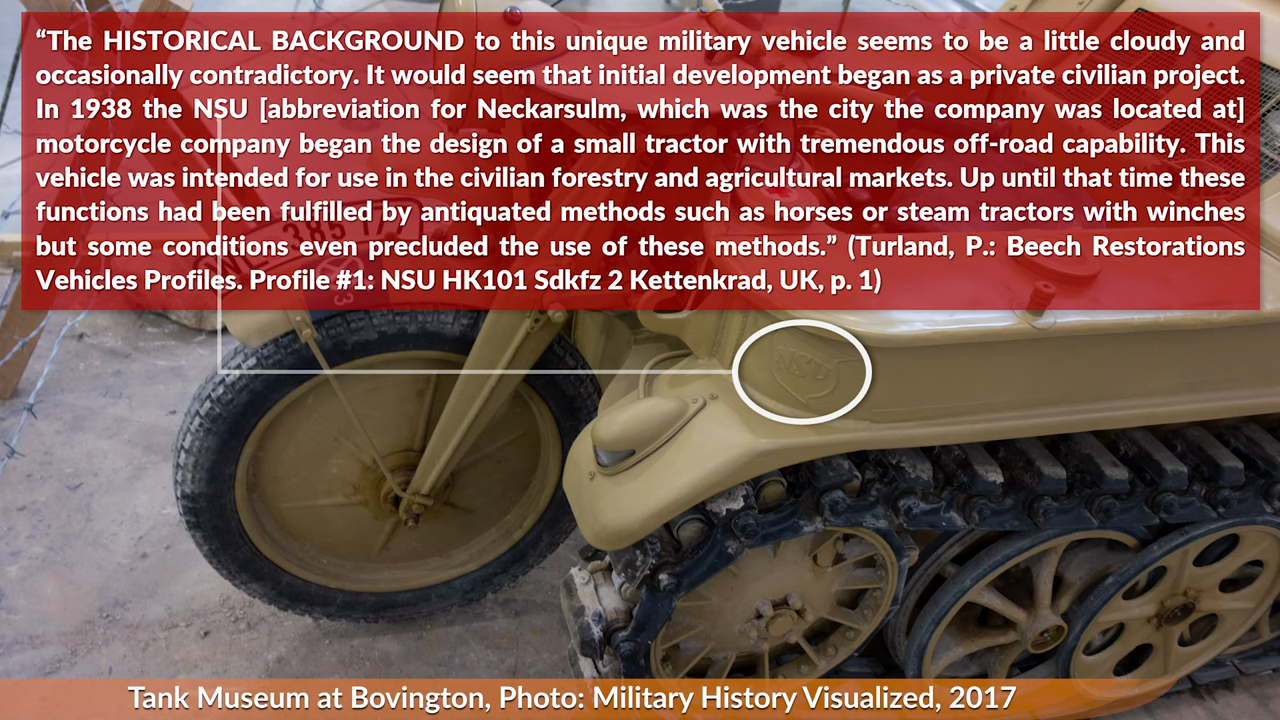 “The HISTORICAL BACKGROUND to this unique military vehicle seems to be a little cloudy and
occasionally contradictory. It would seem that initial development began as a private civilian project.
In 1938 the NSU [abbreviation for Neckarsulm, which was the city the company was located at]
motorcycle company began the design of a small tractor with tremendous off-road capability. This
vehicle was intended for use in the civilian forestry and agricultural markets. Up until that time these
functions had been fulfilled by antiquated methods such as horses or steam tractors with winches
but some conditions even precluded the use of these methods.” (Turland, P.: Beech Restorations
Vehicles Profiles. Profile #1: NSU HK101 Sdkfz 2 Kettenkrad, UK, p. 1)
NSU
Tank Museum at Bovington, Photo: Military History Visualized, 2017